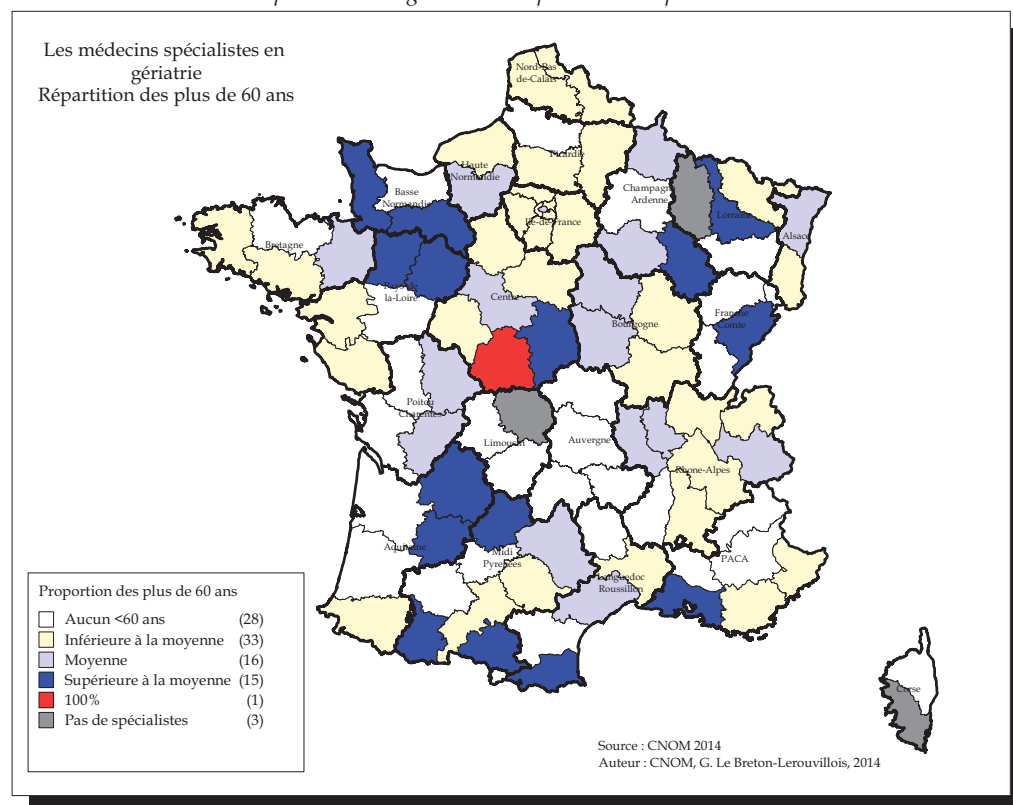 Les médecins spécialistes en
gériatrie
Répartition des plus de 60 ans
Nord-Pas
de-Calais
Picardie
Haute
Normandie
Basse
Normandie
Champagn
Ardenne
Lorraine
Alsace
Ile-de-France
Bretagne
Pays de
la-Loire
Centre
Bourgogne
Franche
Comte
Poitou
Charentes
Limousin
Auvergne
Rhone-Alpes
Aquitaine
Midi
Pyrenées
Languedoc
Roussillon
PACA
Corse
Proportion des plus de 60 ans
Aucun <60 ans (28)
Inférieure à la moyenne (33)
Moyenne (16)
Supérieure à la moyenne (15)
100% (1)
Pas de spécialistes (3)
Source : CNOM 2014
Auteur : CNOM, G. Le Breton-Lerouvillois, 2014